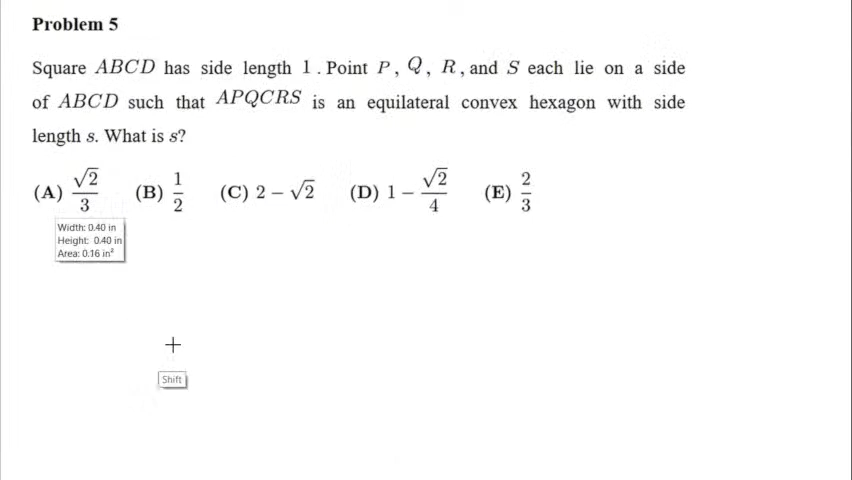 Problem 5
Square ABCD has side length 1 . Point P , Q , R , and S each lie on a side
of ABCD such that APQCRS is an equilateral convex hexagon with side
length s. What is s?
(A) √2/3 (B) 1/2 (C) 2 − √2 (D) 1 − √2/4 (E) 2/3
Width: 0.40 in
Height: 0.40 in
Area: 0.16 in²
Shift